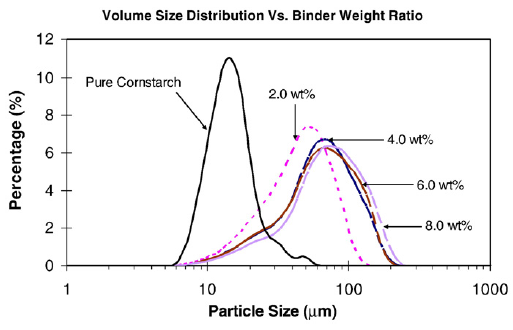 Volume Size Distribution Vs. Binder Weight Ratio
12
10
8
6
4
2
0
Percentage (%)
Pure Cornstarch
2.0 wt%
4.0 wt%
6.0 wt%
8.0 wt%
1
10
100
1000
Particle Size (μm)